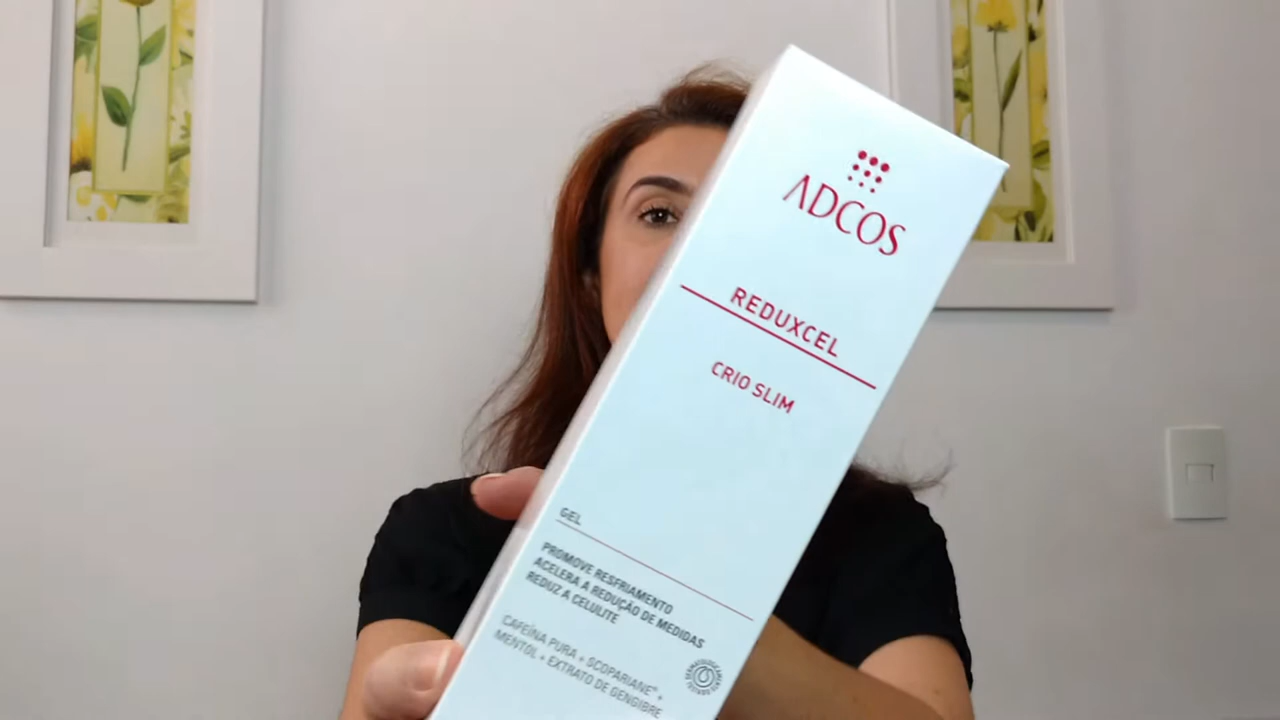 ADCOS
REDUXCEL
CRIO SLIM
GEL
PROMOVE RESFRIAMENTO
ACELERA A REDUÇÃO DE MEDIDAS
REDUZ A CELULITE
CAFEÍNA PURA + SCOPARIANE® +
MENTOL + EXTRATO DE GENGIBRE